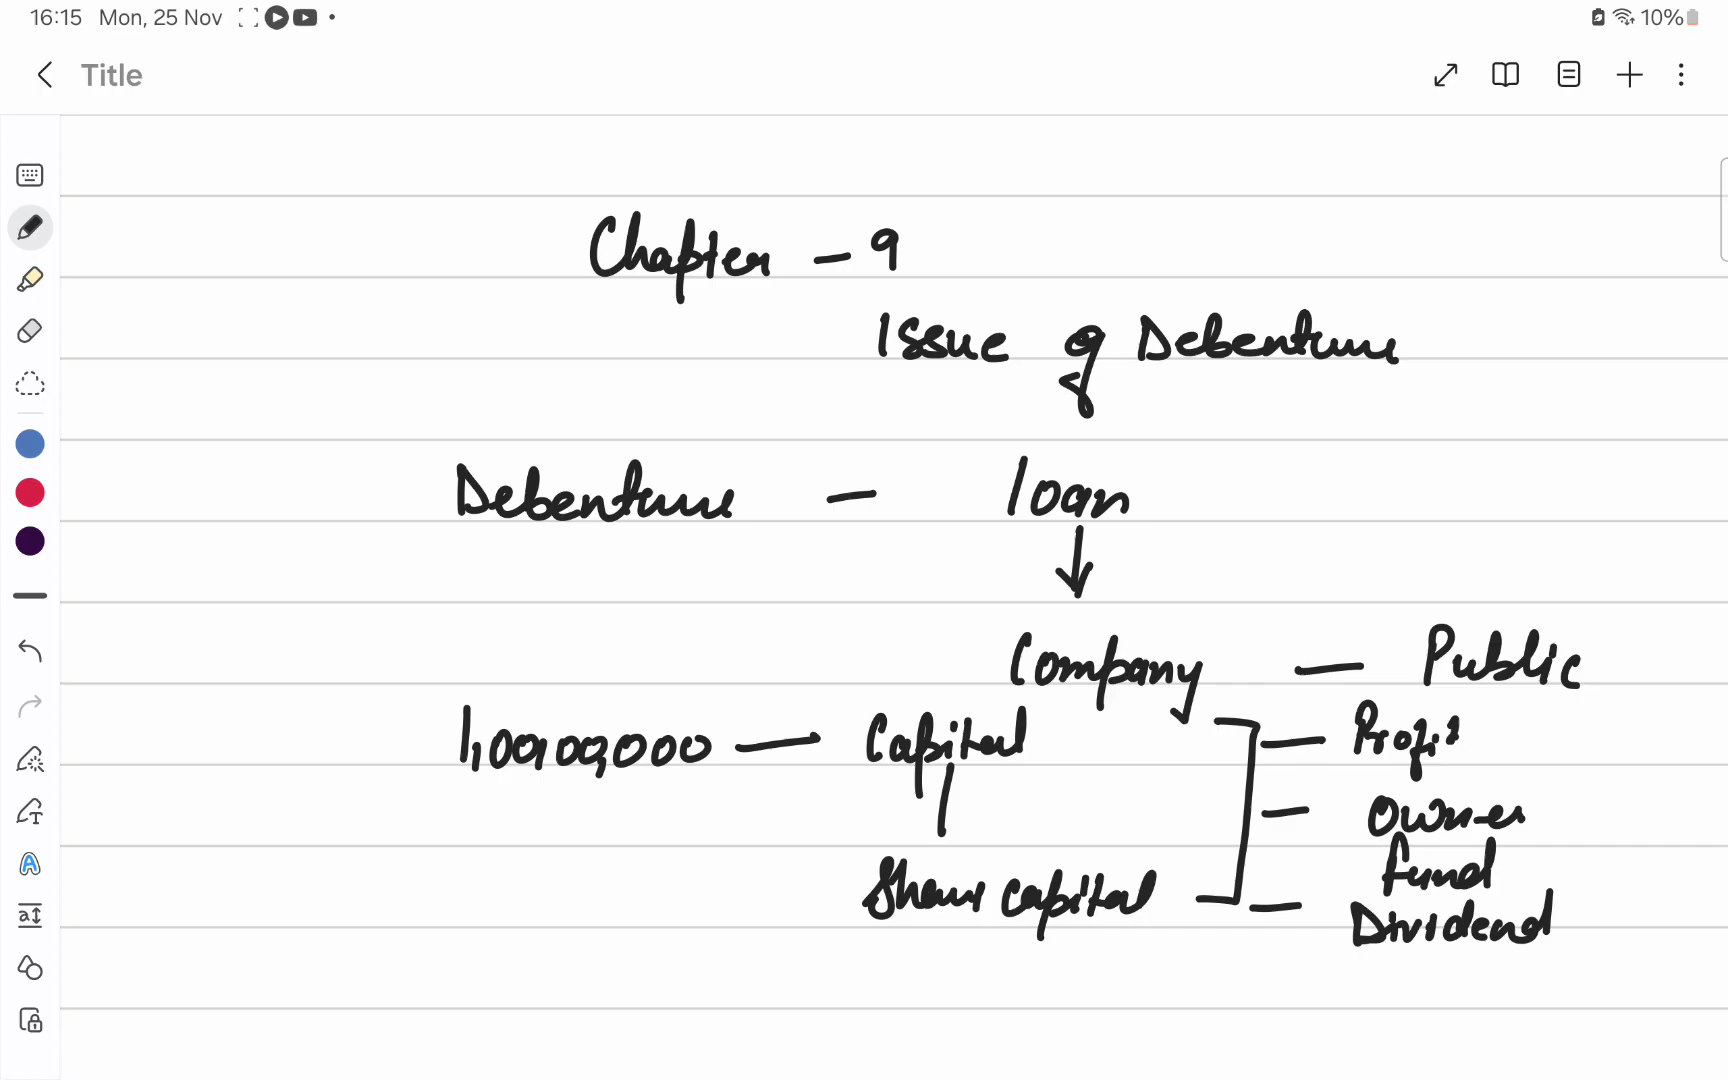 16:15 Mon, 25 Nov 10%
Title
Chapter - 9
Issue of Debenture
Debenture - loan
Company - Public
1,00,00,000 - Capital - Profit
- Owner
fund
Share capital - Dividend